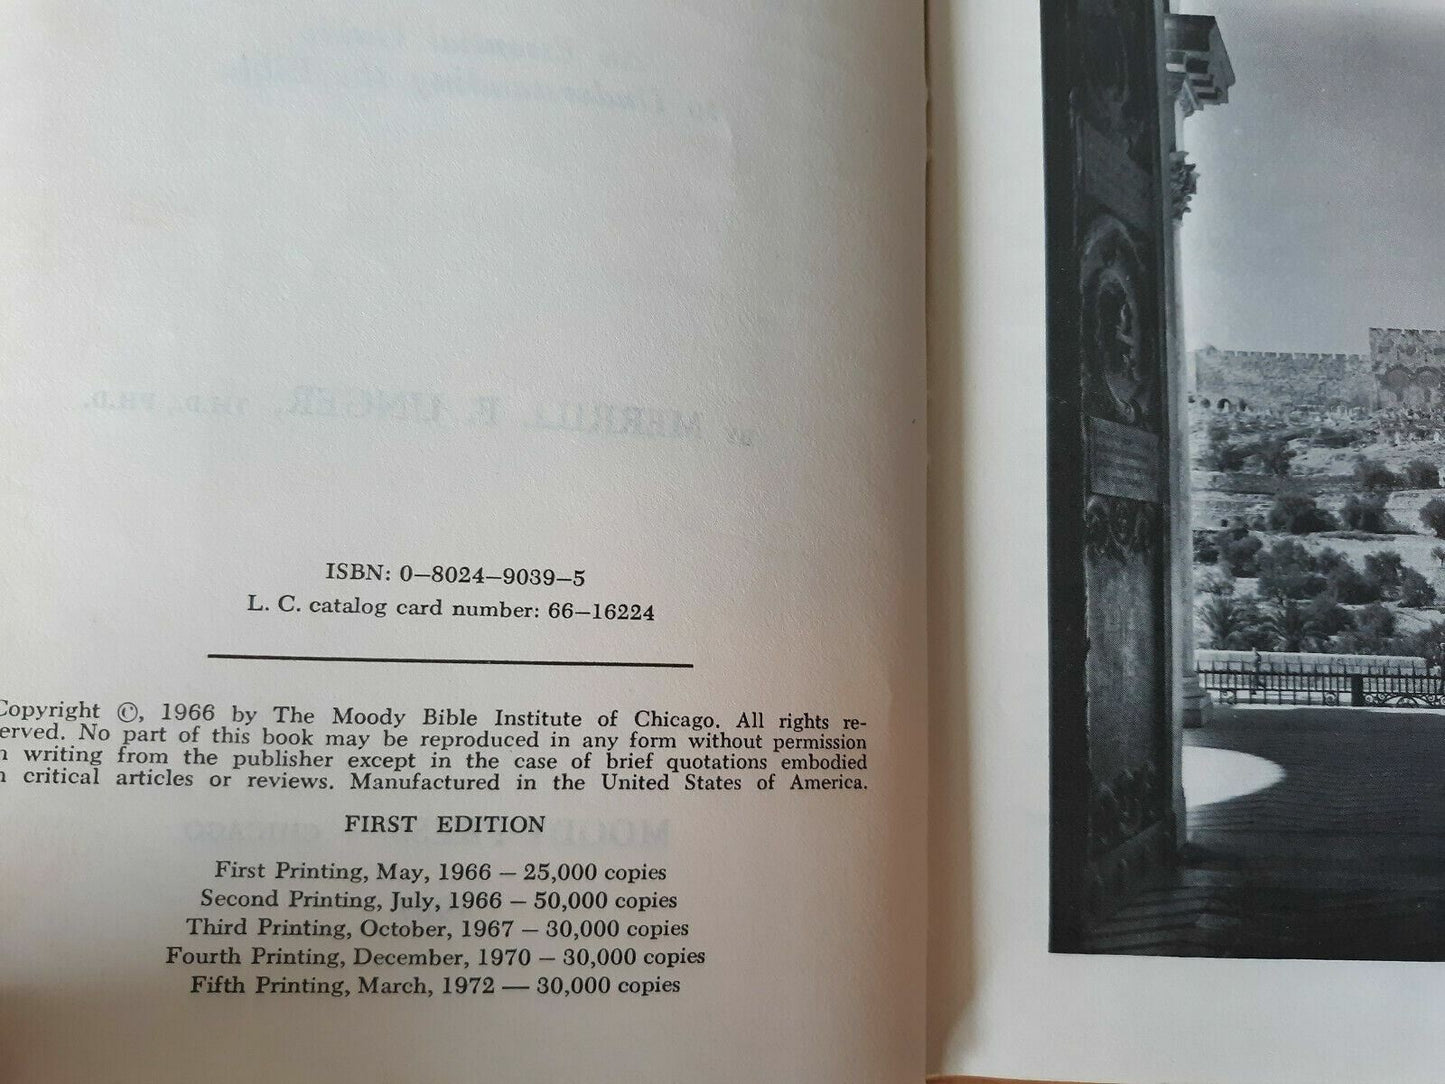 ISBN: 0–8024–9039–5
L. C. catalog card number: 66–16224
Copyright ©, 1966 by The Moody Bible Institute of Chicago. All rights re-
erved. No part of this book may be reproduced in any form without permission
writing from the publisher except in the case of brief quotations embodied
critical articles or reviews. Manufactured in the United States of America.
FIRST EDITION
First Printing, May, 1966 – 25,000 copies
Second Printing, July, 1966 – 50,000 copies
Third Printing, October, 1967 – 30,000 copies
Fourth Printing, December, 1970 – 30,000 copies
Fifth Printing, March, 1972 — 30,000 copies